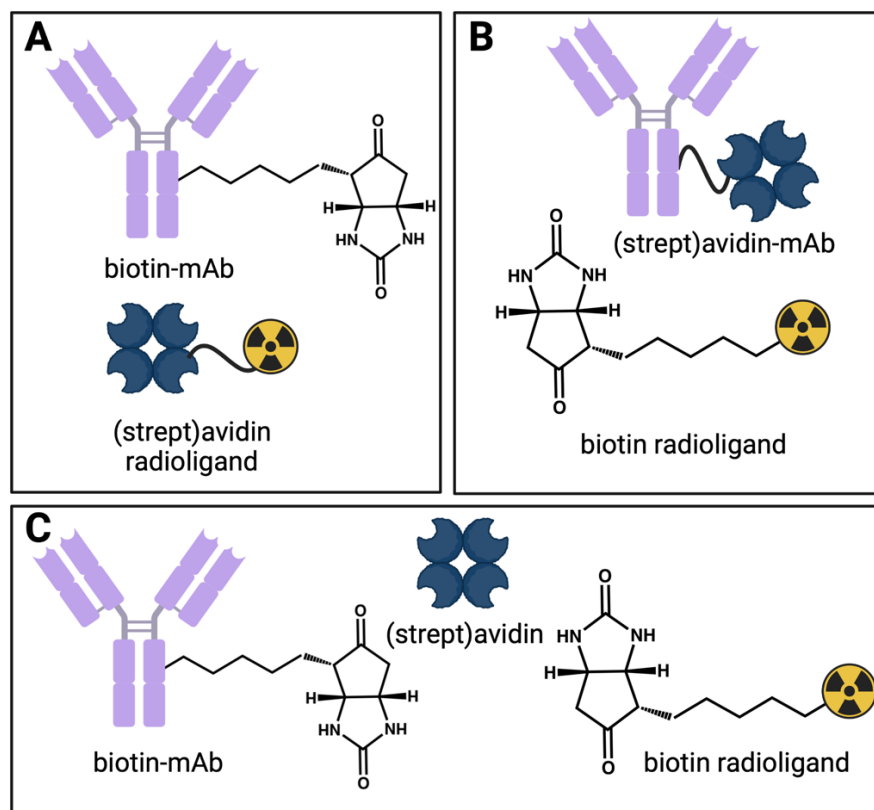 A
O
H
H
HN
NH
O
biotin-mAb
(strept)avidin
radioligand
B
(strept)avidin-mAb
O
HN
NH
H
H
O
biotin radioligand
C
(strept)avidin
O
H
H
HN
NH
O
biotin-mAb
O
HN
NH
H
H
O
biotin radioligand